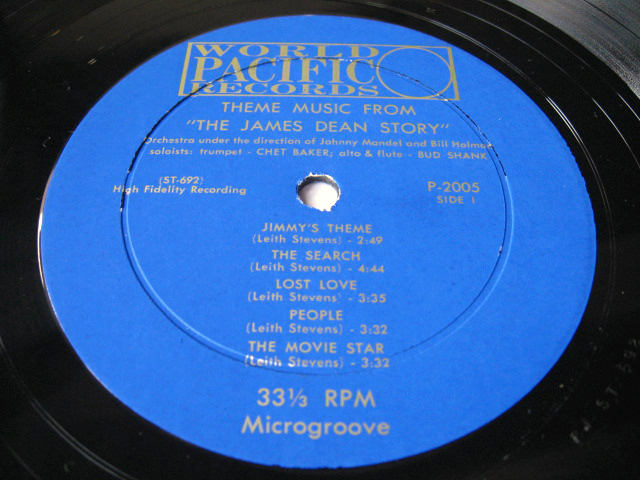 WORLD
PACIFIC
RECORDS
THEME MUSIC FROM
"THE JAMES DEAN STORY"
Orchestra under the direction of Johnny Mandel and Bill Holman
soloists: trumpet - CHET BAKER; alto & flute - BUD SHANK
(ST-692)
High Fidelity Recording
P-2005
SIDE 1
JIMMY'S THEME
(Leith Stevens) - 2:49
THE SEARCH
(Leith Stevens) - 4:44
LOST LOVE
(Leith Stevens) - 3:35
PEOPLE
(Leith Stevens) - 3:32
THE MOVIE STAR
(Leith Stevens) - 3:32
33⅓ RPM
Microgroove